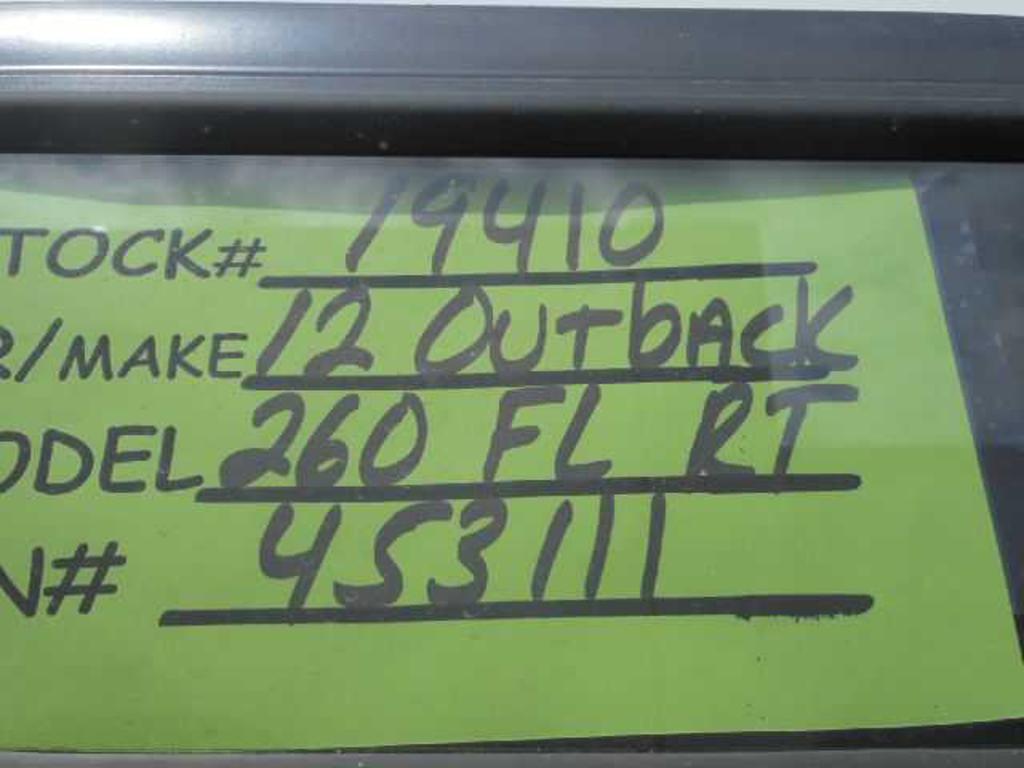 TOCK# 19410
R/MAKE 12 OutbAck
ODEL 260 FL RT
N# 453111